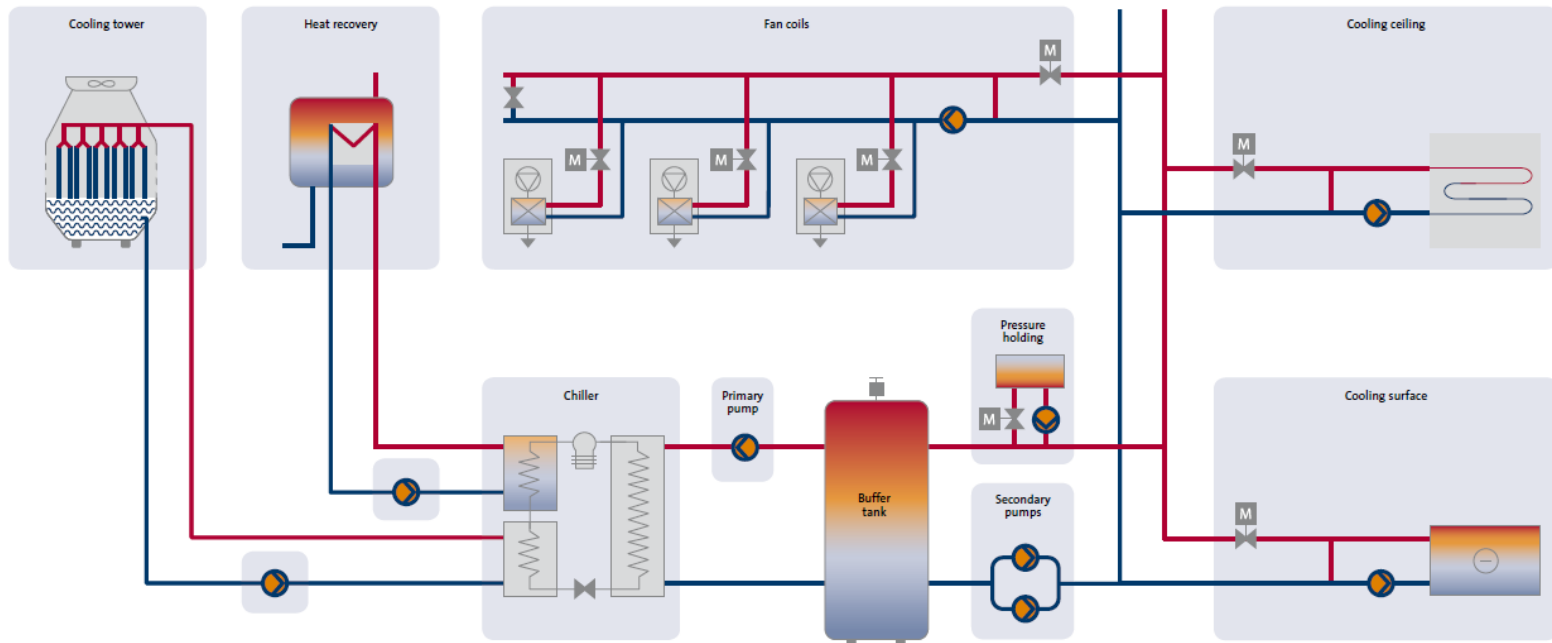 Cooling tower
Heat recovery
Fan coils
Cooling ceiling
M
M
M
M
M
Pressure
holding
Chiller
Primary
pump
M
Cooling surface
Buffer
tank
Secondary
pumps
M